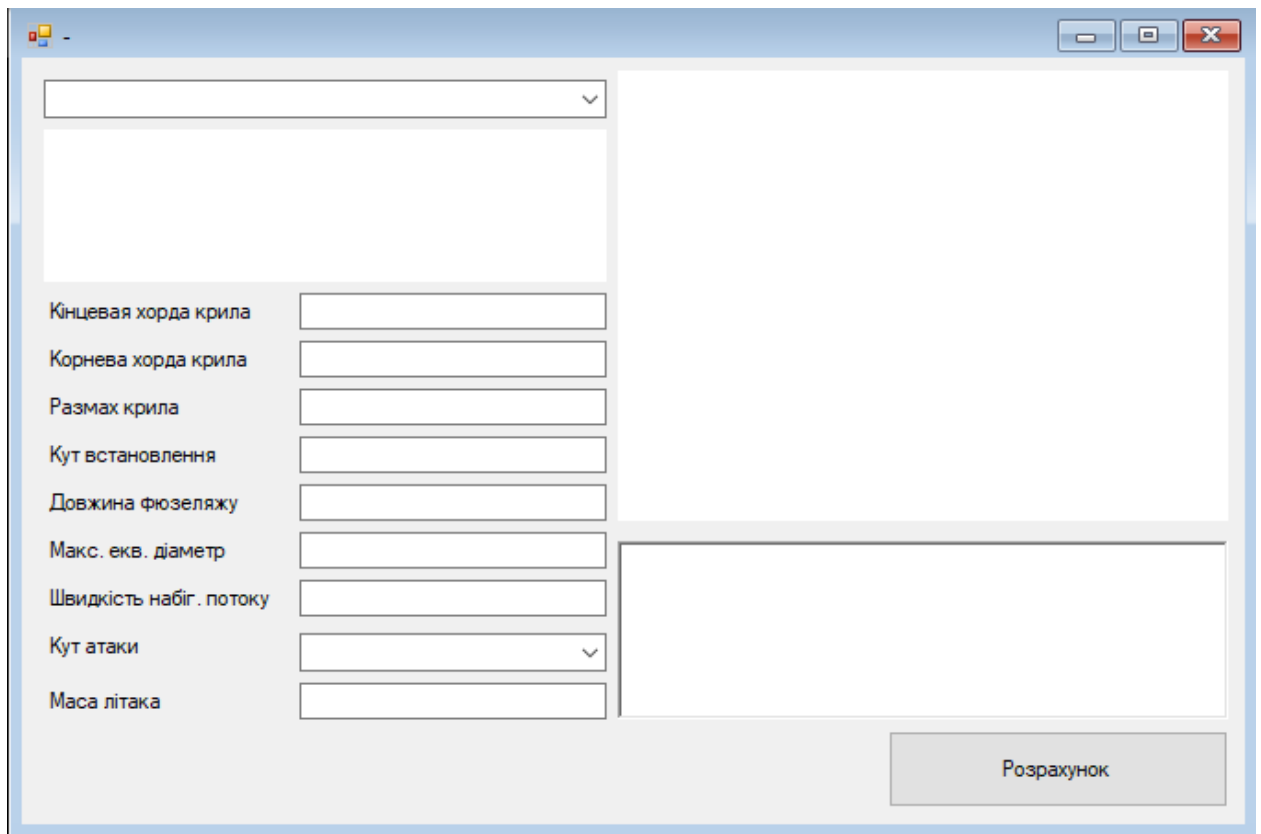 -
Кінцевая хорда крила
Корнева хорда крила
Размах крила
Кут встановлення
Довжина фюзеляжу
Макс. екв. діаметр
Швидкість набіг. потоку
Кут атаки
Маса літака
Розрахунок